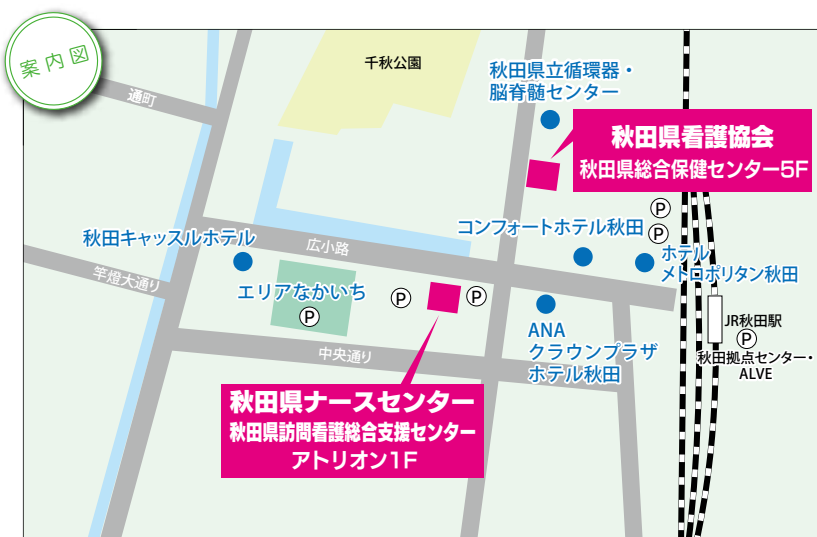 案内図
千秋公園
秋田県立循環器・
脳脊髄センター
通町
秋田県看護協会
秋田県総合保健センター5F
P
コンフォートホテル秋田
P
秋田キャッスルホテル
広小路
ホテル
メトロポリタン秋田
竿燈大通り
エリアなかいち
P
P
P
ANA
クラウンプラザ
ホテル秋田
JR秋田駅
P
秋田拠点センター・
ALVE
中央通り
秋田県ナースセンター
秋田県訪問看護総合支援センター
アトリオン1F